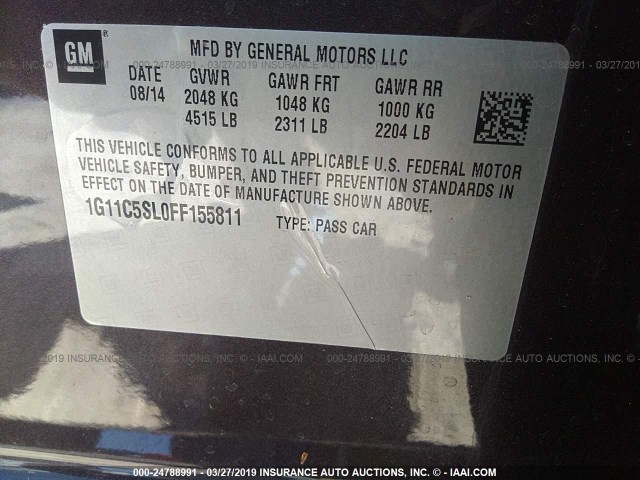 GM
®
MFD BY GENERAL MOTORS LLC
DATE GVWR GAWR FRT GAWR RR
08/14 2048 KG 1048 KG 1000 KG
4515 LB 2311 LB 2204 LB
THIS VEHICLE CONFORMS TO ALL APPLICABLE U.S. FEDERAL MOTOR
VEHICLE SAFETY, BUMPER, AND THEFT PREVENTION STANDARDS IN
EFFECT ON THE DATE OF MANUFACTURE SHOWN ABOVE.
1G11C5SL0FF155811 TYPE: PASS CAR
000-24788991 - 03/27/2019 INSURANCE AUTO AUCTIONS, INC. - © IAAI.COM